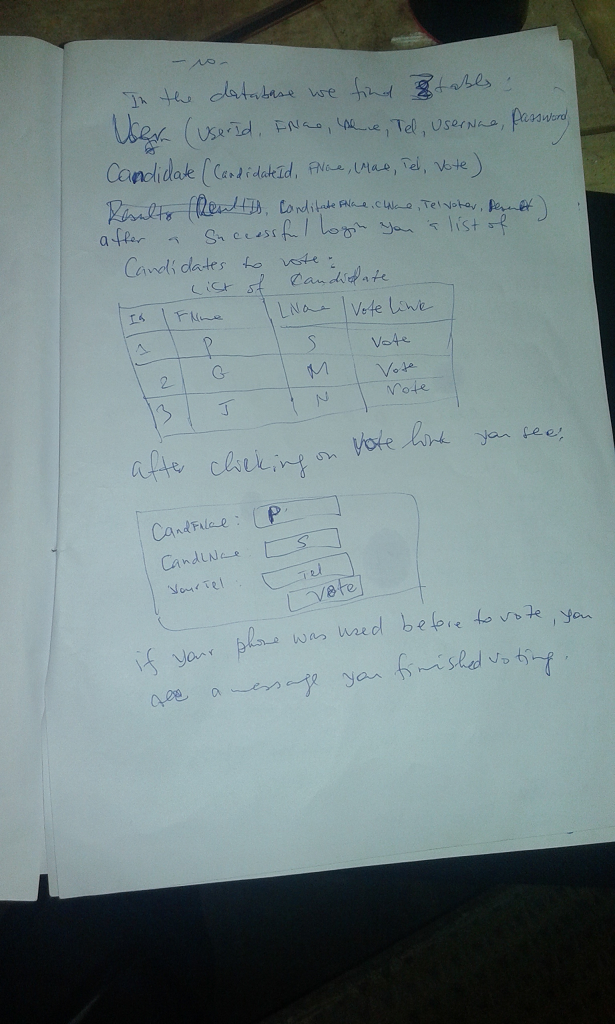 - 10 -
In the database we find 3 tables:
User (UserId, FName, LName, Tel, UserName, Password)
Candidate (CandidateId, FName, LName, Tel, Vote)
Results (ResultId, CanditateFName, CLName, TelVoter, Result)
after a Successful Login you a list of
Candidates to vote:
List of Candidate
Id FName LName Vote link
1 P S Vote
2 G M Vote
3 J N Vote
after clicking on Vote link you see:
CandFName: P
CandLName S
YourTel: Tel
Vote
if your phone was used before to vote, you
see a message you finished voting.